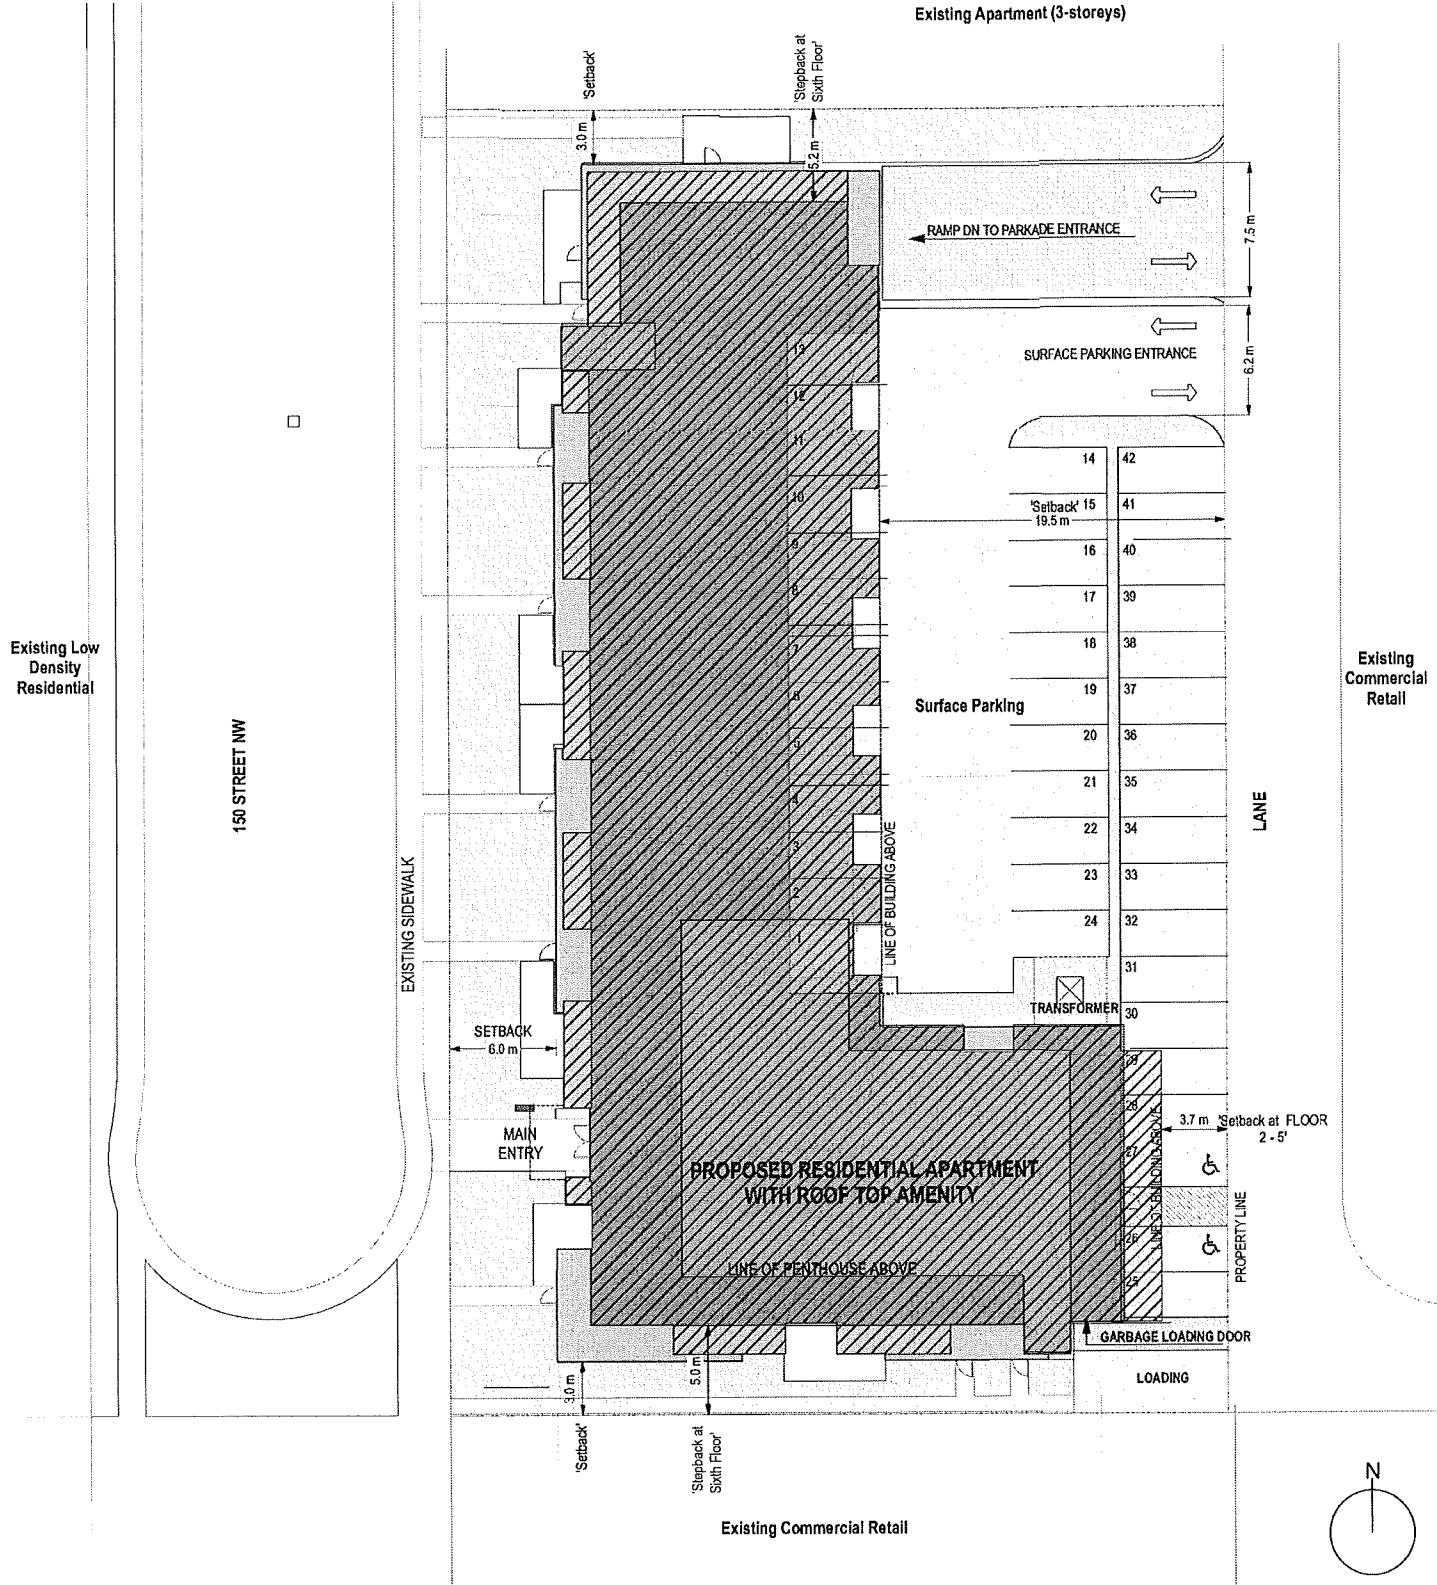 Existing Apartment (3-storeys)
'Setback'
3.0 m
'Stepback at
Sixth Floor'
5.2 m
RAMP DN TO PARKADE ENTRANCE
7.5 m
SURFACE PARKING ENTRANCE
6.2 m
13
12
11
10
9
8
7
6
5
4
3
2
1
14 42
'Setback' 15 41
19.5 m
16 40
17 39
18 38
19 37
20 36
21 35
22 34
23 33
24 32
31
30
29
28
27
26
25
Existing Low
Density
Residential
150 STREET NW
EXISTING SIDEWALK
Surface Parking
LINE OF BUILDING ABOVE
LANE
Existing
Commercial
Retail
TRANSFORMER
SETBACK
6.0 m
MAIN
ENTRY
3.7 m 'Setback at FLOOR
2 - 5'
LINE OF BUILDING ABOVE
PROPERTY LINE
PROPOSED RESIDENTIAL APARTMENT
WITH ROOF TOP AMENITY
LINE OF PENTHOUSE ABOVE
GARBAGE LOADING DOOR
LOADING
3.0 m
'Setback'
5.0 m
'Stepback at
Sixth Floor'
Existing Commercial Retail
N